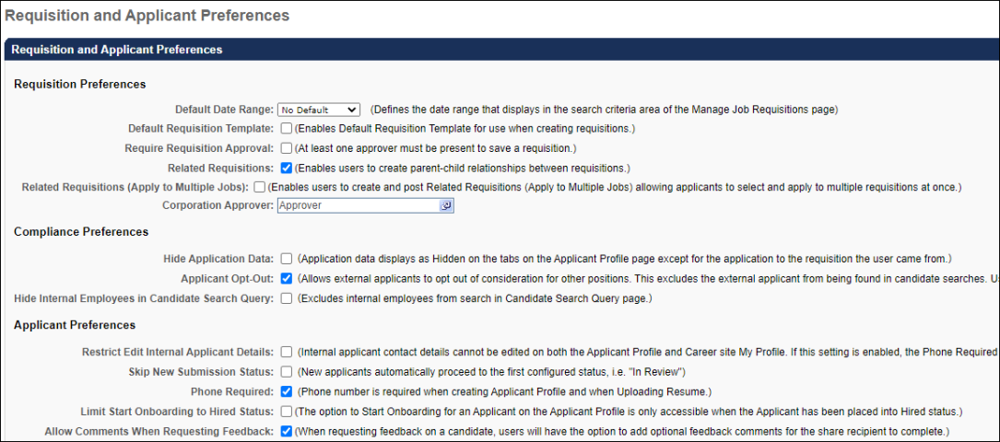 Requisition and Applicant Preferences
Requisition and Applicant Preferences
Requisition Preferences
Default Date Range: No Default (Defines the date range that displays in the search criteria area of the Manage Job Requisitions page)
Default Requisition Template: (Enables Default Requisition Template for use when creating requisitions.)
Require Requisition Approval: (At least one approver must be present to save a requisition.)
Related Requisitions: (Enables users to create parent-child relationships between requisitions.)
Related Requisitions (Apply to Multiple Jobs): (Enables users to create and post Related Requisitions (Apply to Multiple Jobs) allowing applicants to select and apply to multiple requisitions at once.)
Corporation Approver: Approver
Compliance Preferences
Hide Application Data: (Application data displays as Hidden on the tabs on the Applicant Profile page except for the application to the requisition the user came from.)
Applicant Opt-Out: (Allows external applicants to opt out of consideration for other positions. This excludes the external applicant from being found in candidate searches. Us
Hide Internal Employees in Candidate Search Query: (Excludes internal employees from search in Candidate Search Query page.)
Applicant Preferences
Restrict Edit Internal Applicant Details: (Internal applicant contact details cannot be edited on both the Applicant Profile and Career site My Profile. If this setting is enabled, the Phone Required
Skip New Submission Status: (New applicants automatically proceed to the first configured status, i.e. "In Review")
Phone Required: (Phone number is required when creating Applicant Profile and when Uploading Resume.)
Limit Start Onboarding to Hired Status: (The option to Start Onboarding for an Applicant on the Applicant Profile is only accessible when the Applicant has been placed into Hired status.)
Allow Comments When Requesting Feedback: (When requesting feedback on a candidate, users will have the option to add optional feedback comments for the share recipient to complete.)